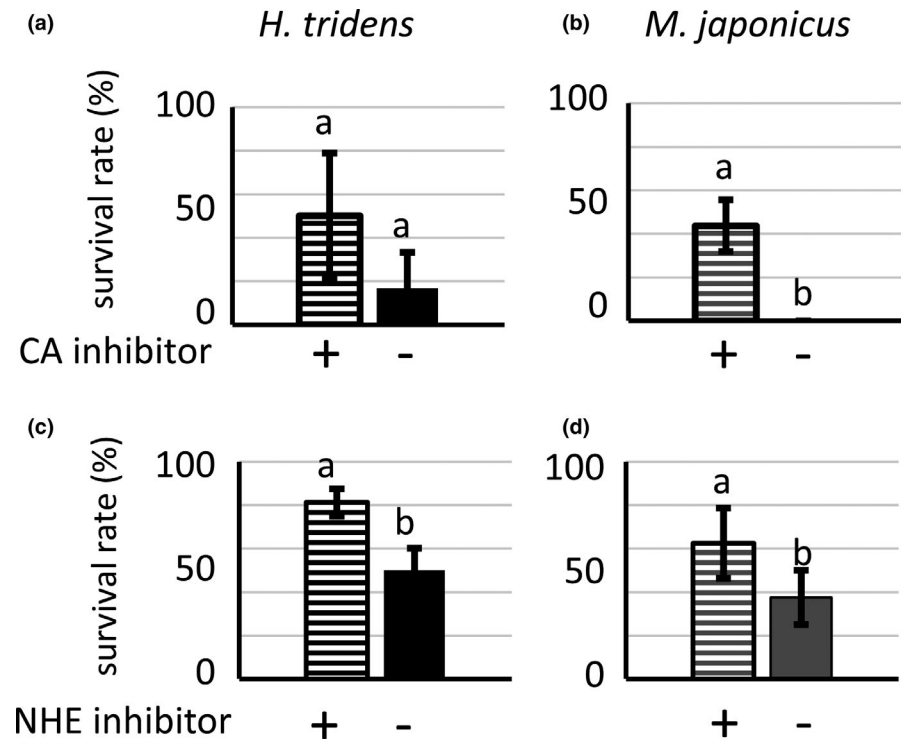 (a) H. tridens
survival rate (%)
100
50
0
a
a
CA inhibitor + -
(b) M. japonicus
100
50
0
a
b
+ -
(c)
survival rate (%)
100
50
0
a
b
NHE inhibitor + -
(d)
100
50
0
a
b
+ -